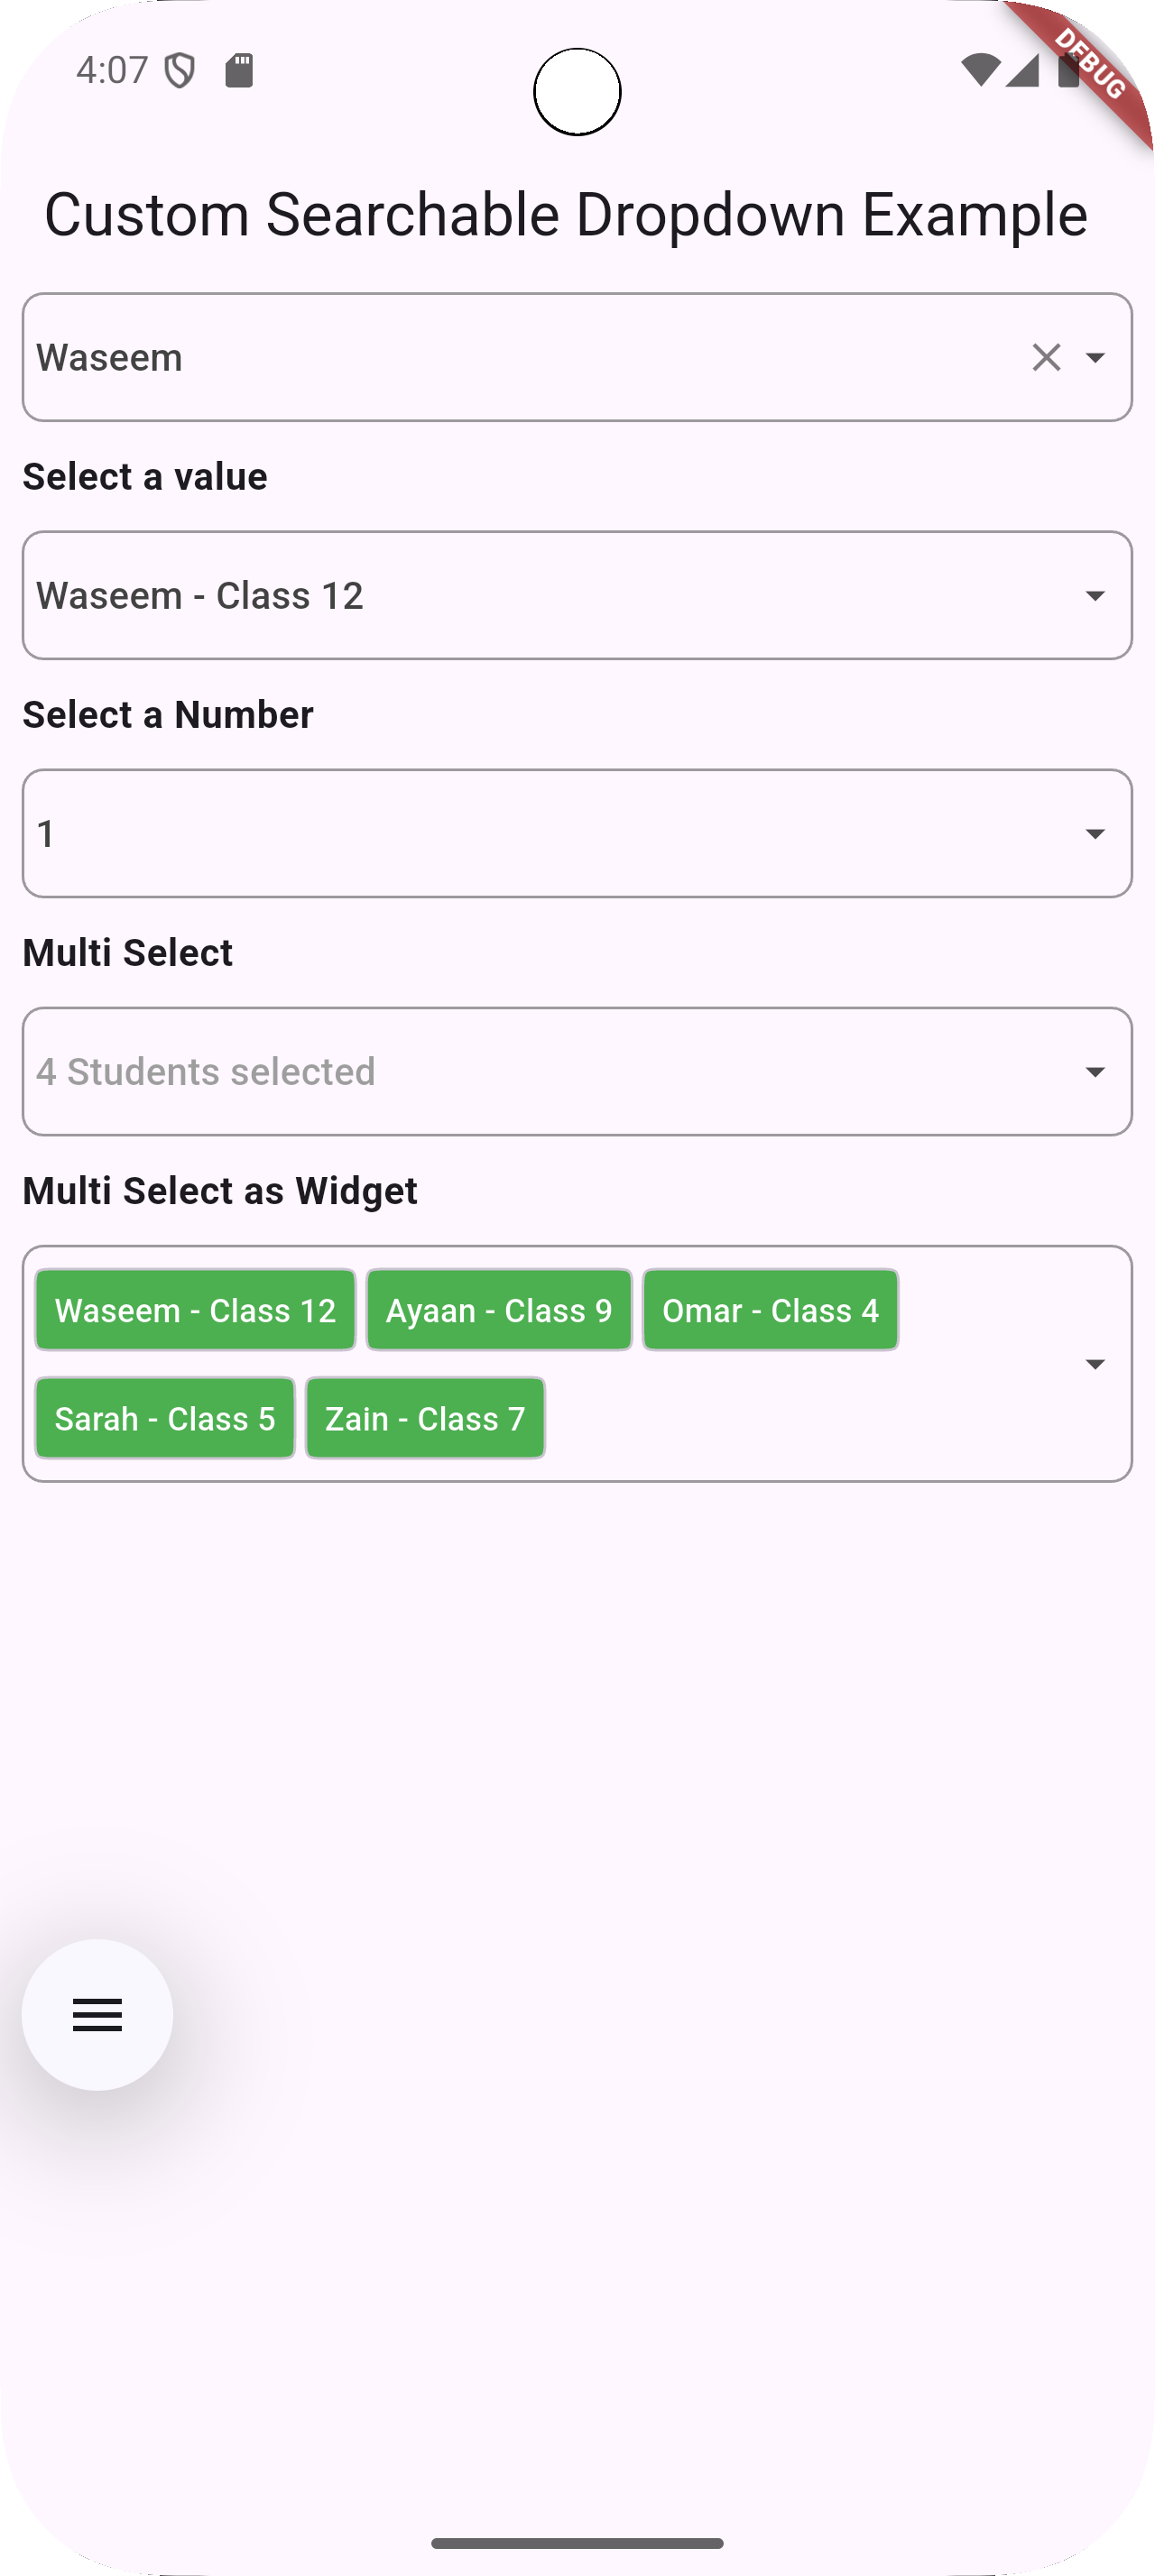 4:07
DEBUG
Custom Searchable Dropdown Example
Waseem
Select a value
Waseem - Class 12
Select a Number
1
Multi Select
4 Students selected
Multi Select as Widget
Waseem - Class 12 Ayaan - Class 9 Omar - Class 4
Sarah - Class 5 Zain - Class 7